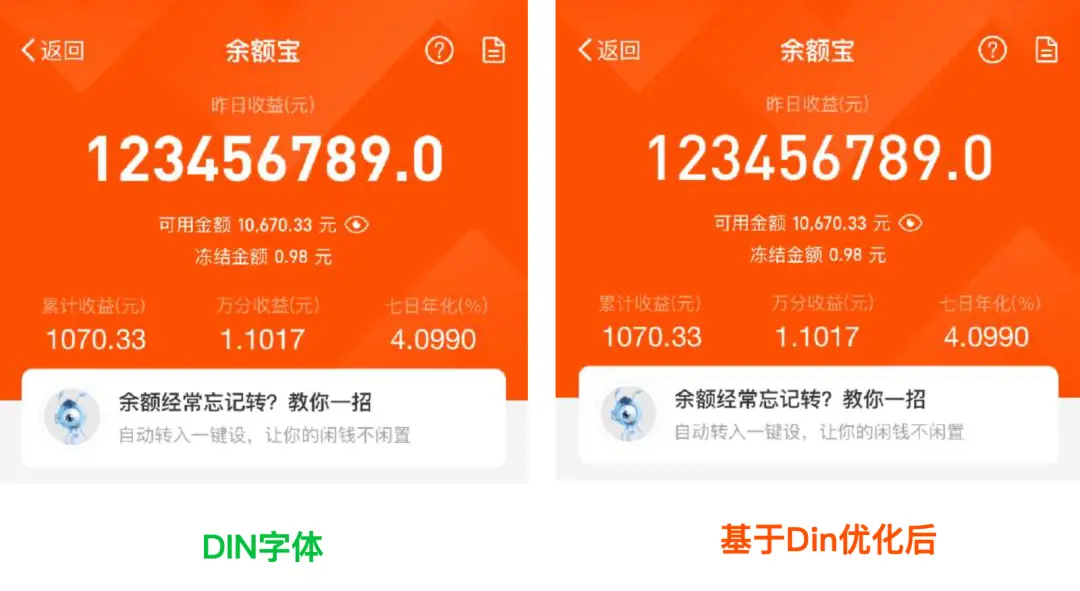 返回
余额宝
昨日收益(元)
123456789.0
可用金额 10,670.33 元
冻结金额 0.98 元
累计收益(元) 万分收益(元) 七日年化(%)
1070.33 1.1017 4.0990
余额经常忘记转？教你一招
自动转入一键设，让你的闲钱不闲置
DIN字体
返回
余额宝
昨日收益(元)
123456789.0
可用金额 10,670.33 元
冻结金额 0.98 元
累计收益(元) 万分收益(元) 七日年化(%)
1070.33 1.1017 4.0990
余额经常忘记转？教你一招
自动转入一键设，让你的闲钱不闲置
基于Din优化后